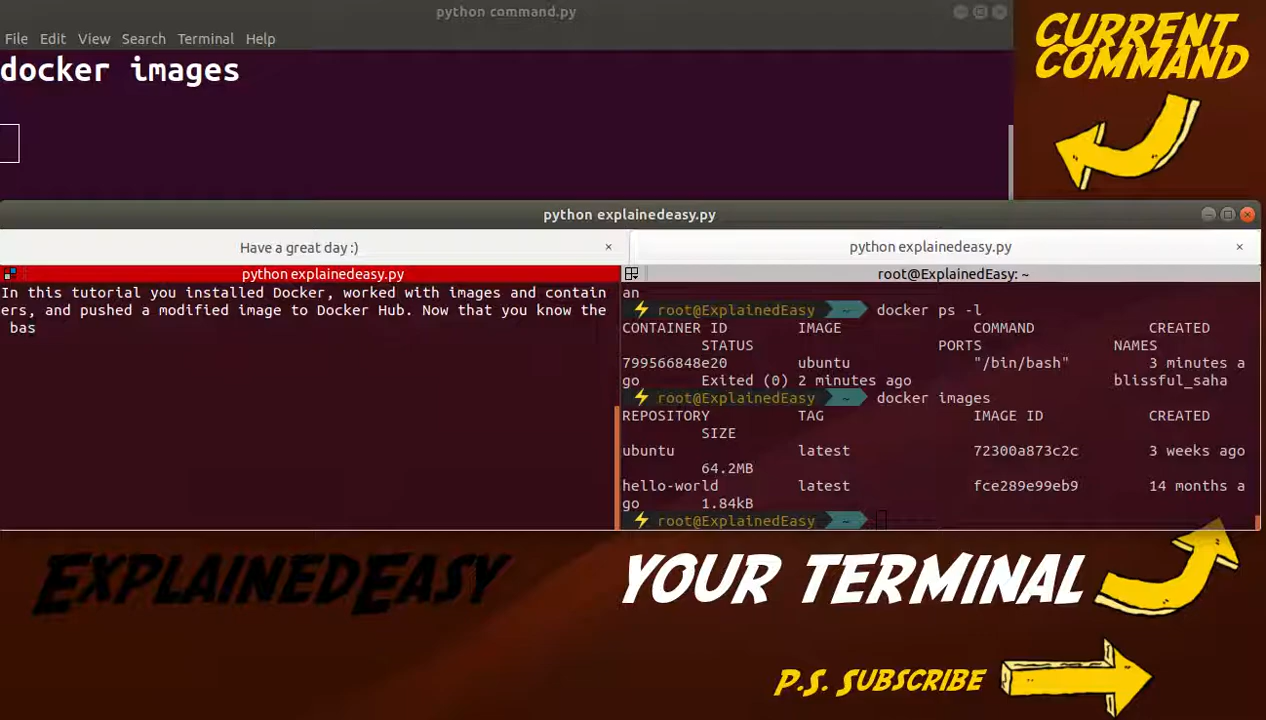 python command.py
File Edit View Search Terminal Help
docker images
CURRENT
COMMAND
python explainedeasy.py
Have a great day :) ×
python explainedeasy.py ×
python explainedeasy.py
In this tutorial you installed Docker, worked with images and contain
ers, and pushed a modified image to Docker Hub. Now that you know the
bas
root@ExplainedEasy: ~
an
root@ExplainedEasy ~ docker ps -l
CONTAINER ID IMAGE COMMAND CREATED
STATUS PORTS NAMES
799566848e20 ubuntu "/bin/bash" 3 minutes a
go Exited (0) 2 minutes ago blissful_saha
root@ExplainedEasy ~ docker images
REPOSITORY TAG IMAGE ID CREATED
SIZE
ubuntu latest 72300a873c2c 3 weeks ago
64.2MB
hello-world latest fce289e99eb9 14 months a
go 1.84kB
root@ExplainedEasy ~
EXPLAINEDEASY
YOUR TERMINAL
P.S. SUBSCRIBE